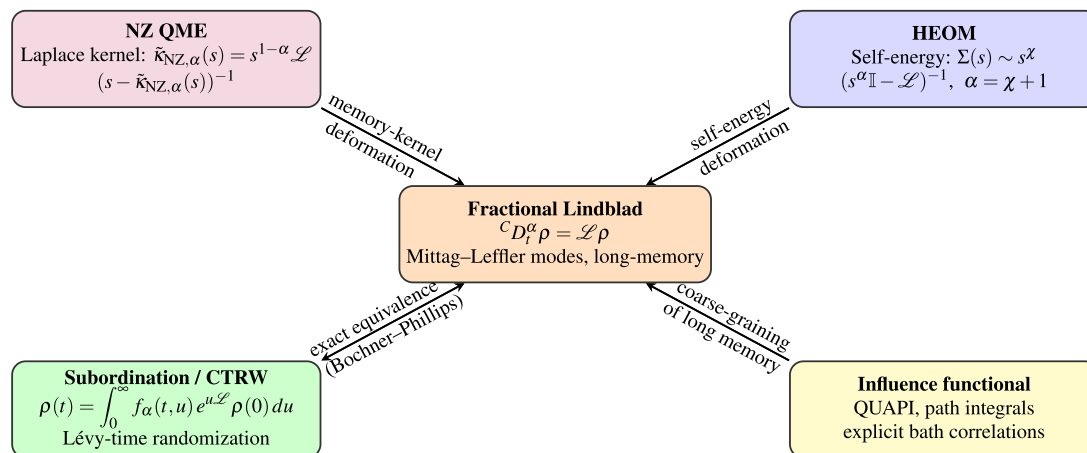 NZ QME
Laplace kernel: κ̃_{NZ,α}(s) = s^{1−α} ℒ
(s − κ̃_{NZ,α}(s))^{−1}
HEOM
Self-energy: Σ(s) ∼ s^χ
(s^α 𝕀 − ℒ)^{−1}, α = χ + 1
memory-kernel
deformation
self-energy
deformation
Fractional Lindblad
^C D_t^α ρ = ℒρ
Mittag–Leffler modes, long-memory
exact equivalence
(Bochner–Phillips)
coarse-graining
of long memory
Subordination / CTRW
ρ(t) = ∫_0^∞ f_α(t,u) e^{uℒ} ρ(0) du
Lévy-time randomization
Influence functional
QUAPI, path integrals
explicit bath correlations